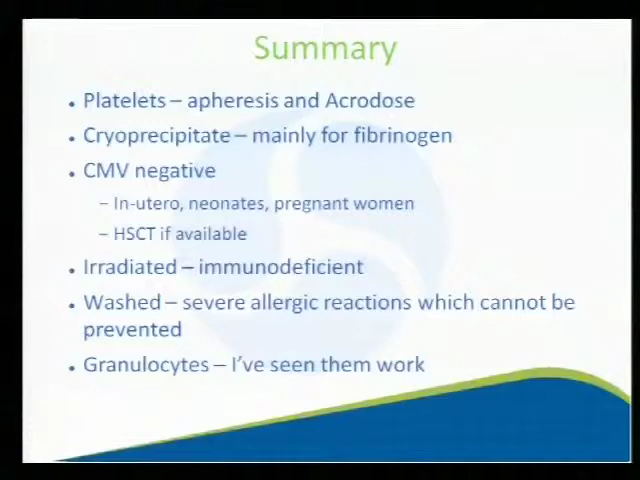 Summary
• Platelets – apheresis and Acrodose
• Cryoprecipitate – mainly for fibrinogen
• CMV negative
– In-utero, neonates, pregnant women
– HSCT if available
• Irradiated – immunodeficient
• Washed – severe allergic reactions which cannot be
prevented
• Granulocytes – I've seen them work